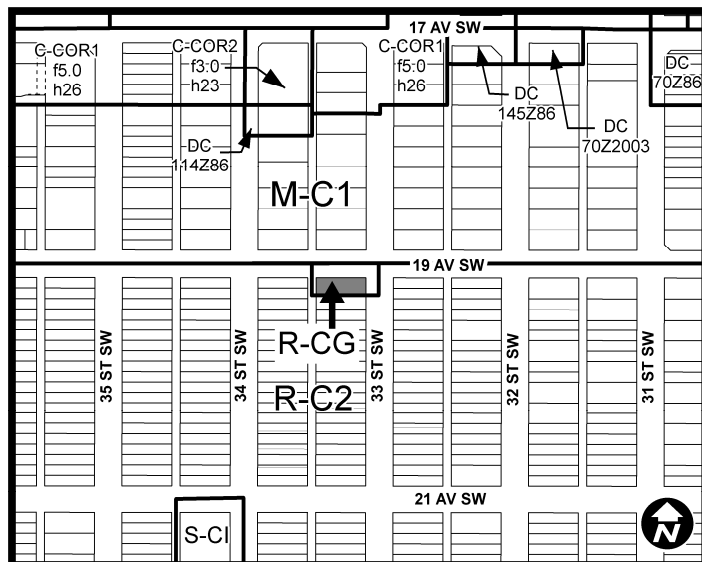 17 AV SW
C-COR1
f5.0
h26
C-COR2
f3.0
h23
C-COR1
f5.0
h26
DC
70Z86
DC
145Z86
DC
70Z2003
DC
114Z86
M-C1
19 AV SW
R-CG
R-C2
35 ST SW
34 ST SW
33 ST SW
32 ST SW
31 ST SW
21 AV SW
S-CI
N